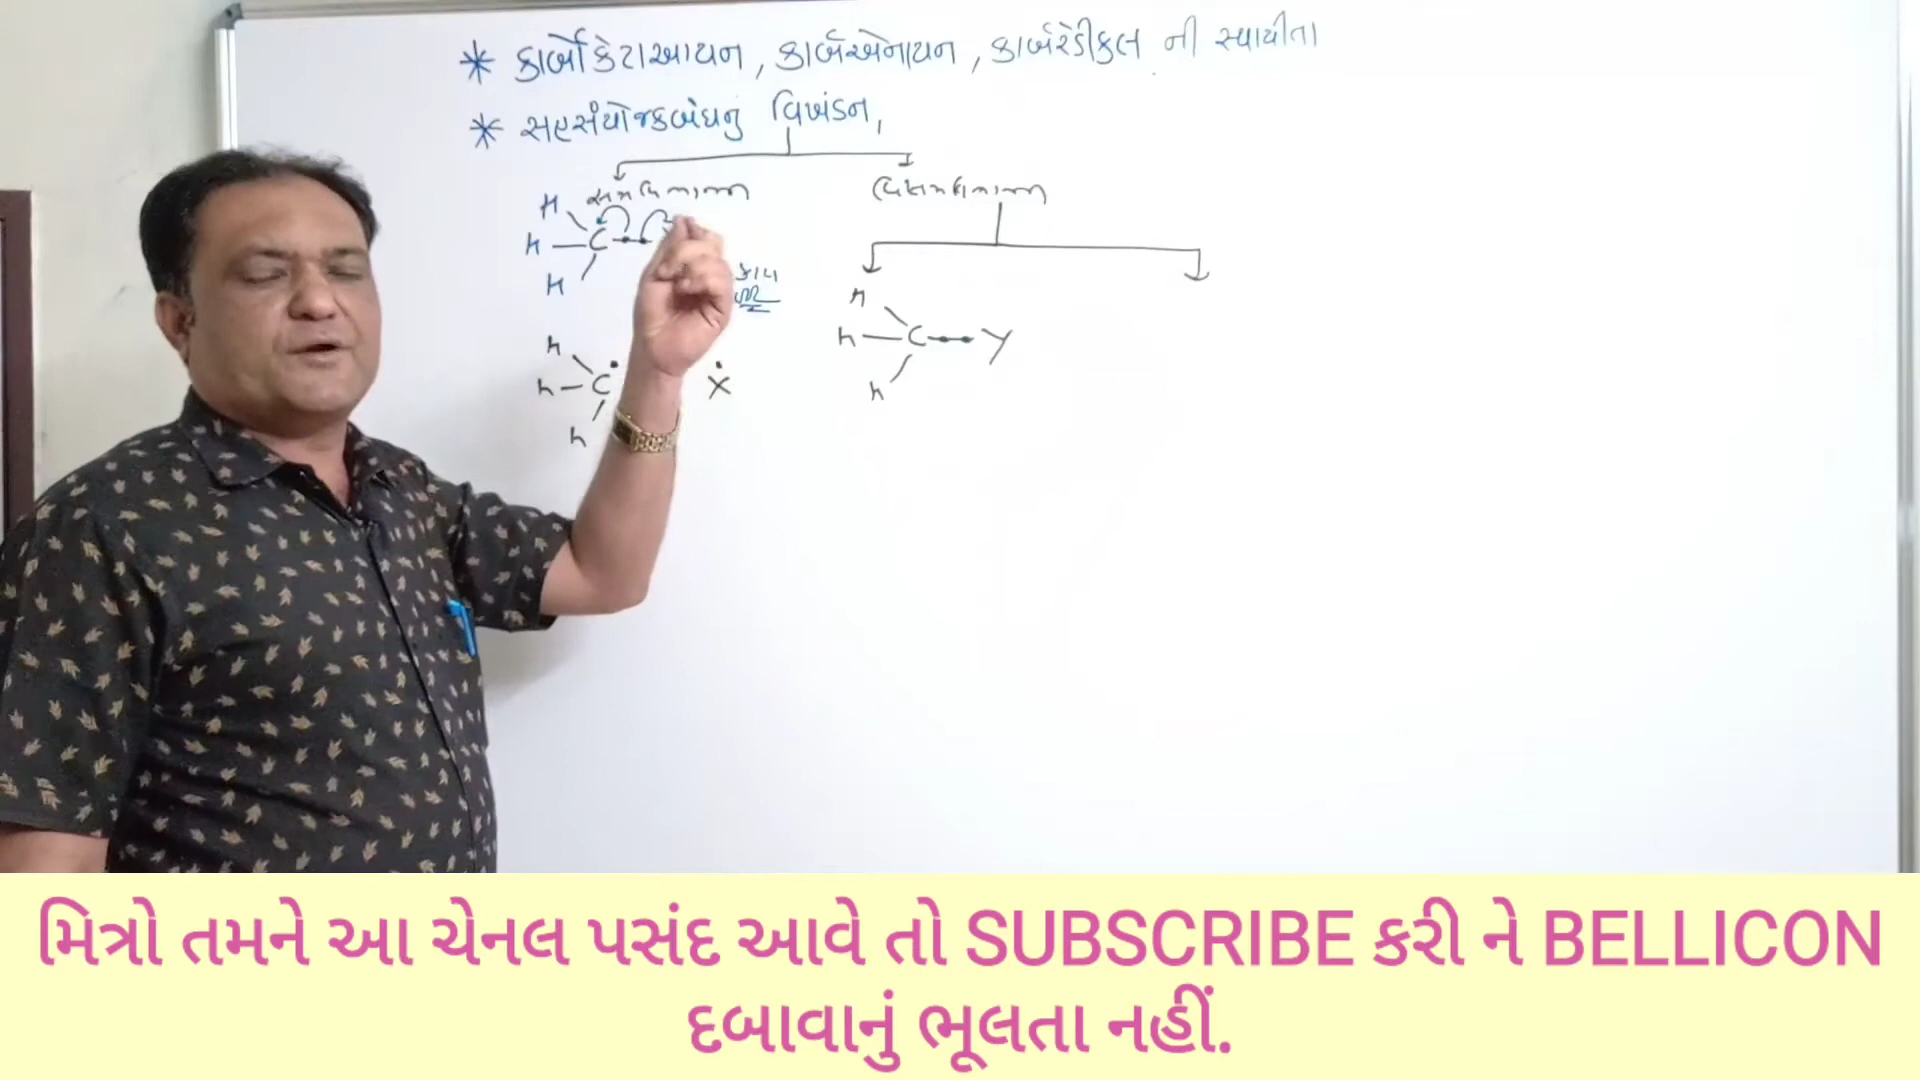 * કાર્બોકેટાઆયન, કાર્બએનાયન, કાર્બરેડીકલ ની સ્થાયીતા
* સહસંયોજકબંધનું વિખંડન,
સમવિભાજન વિષમવિભાજન
H
H — C
H
H
H — C — Y
H
H
H — C· Ẋ
H
મિત્રો તમને આ ચેનલ પસંદ આવે તો SUBSCRIBE કરી ને BELLICON
દબાવાનું ભૂલતા નહીં.